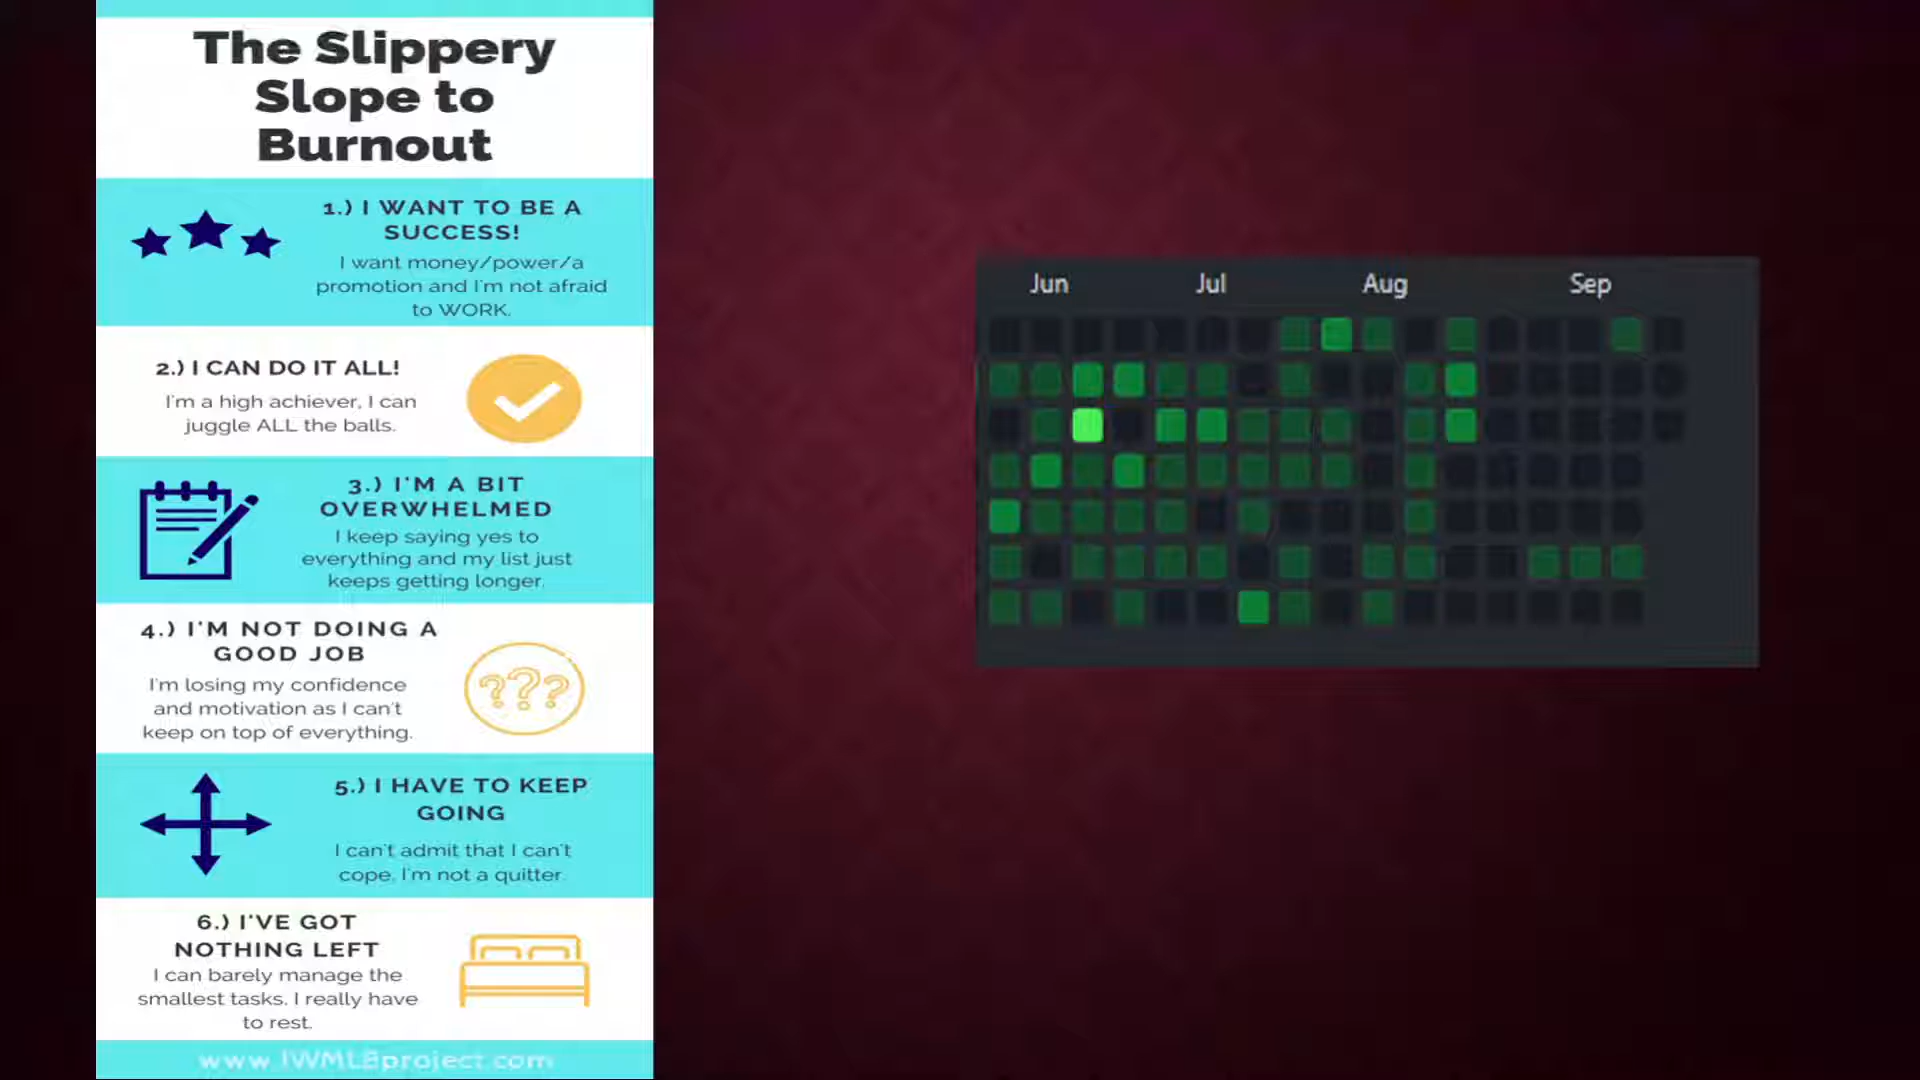 The Slippery
Slope to
Burnout
1.) I WANT TO BE A
SUCCESS!
I want money/power/a
promotion and I'm not afraid
to WORK.
2.) I CAN DO IT ALL!
I'm a high achiever, I can
juggle ALL the balls.
3.) I'M A BIT
OVERWHELMED
I keep saying yes to
everything and my list just
keeps getting longer.
4.) I'M NOT DOING A
GOOD JOB
I'm losing my confidence
and motivation as I can't
keep on top of everything.
???
5.) I HAVE TO KEEP
GOING
I can't admit that I can't
cope. I'm not a quitter.
6.) I'VE GOT
NOTHING LEFT
I can barely manage the
smallest tasks. I really have
to rest.
www.IWMLBproject.com
Jun Jul Aug Sep